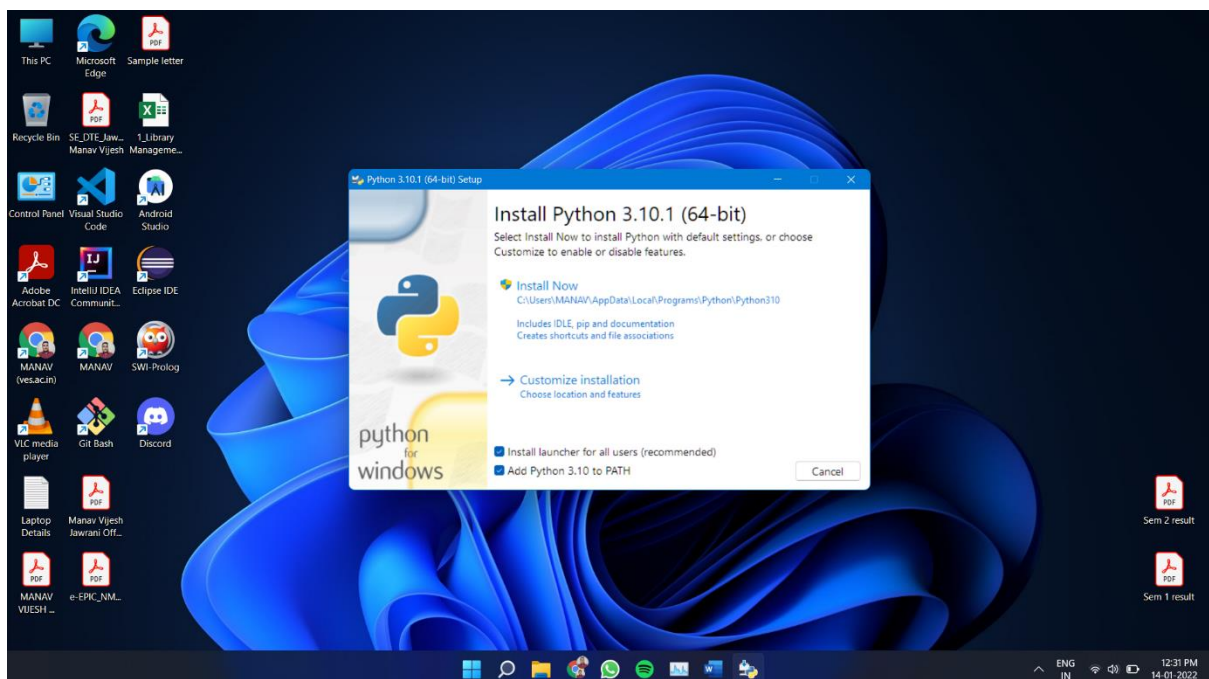 This PC
Microsoft
Edge
Sample letter
Recycle Bin
SE_DTE_Jaw...
Manav Vijesh
1_Library
Manageme...
Control Panel
Visual Studio
Code
Android
Studio
Adobe
Acrobat DC
IntelliJ IDEA
Communit...
Eclipse IDE
MANAV
(ves.ac.in)
MANAV
SWI-Prolog
VLC media
player
Git Bash
Discord
Laptop
Details
Manav Vijesh
Jawrani Off...
MANAV
VIJESH ...
e-EPIC_NM...
Python 3.10.1 (64-bit) Setup
Install Python 3.10.1 (64-bit)
Select Install Now to install Python with default settings, or choose
Customize to enable or disable features.
Install Now
C:\Users\MANAV\AppData\Local\Programs\Python\Python310
Includes IDLE, pip and documentation
Creates shortcuts and file associations
Customize installation
Choose location and features
Install launcher for all users (recommended)
Add Python 3.10 to PATH
Cancel
python
for
windows
PDF
Sem 2 result
PDF
Sem 1 result
ENG
IN
12:31 PM
14-01-2022